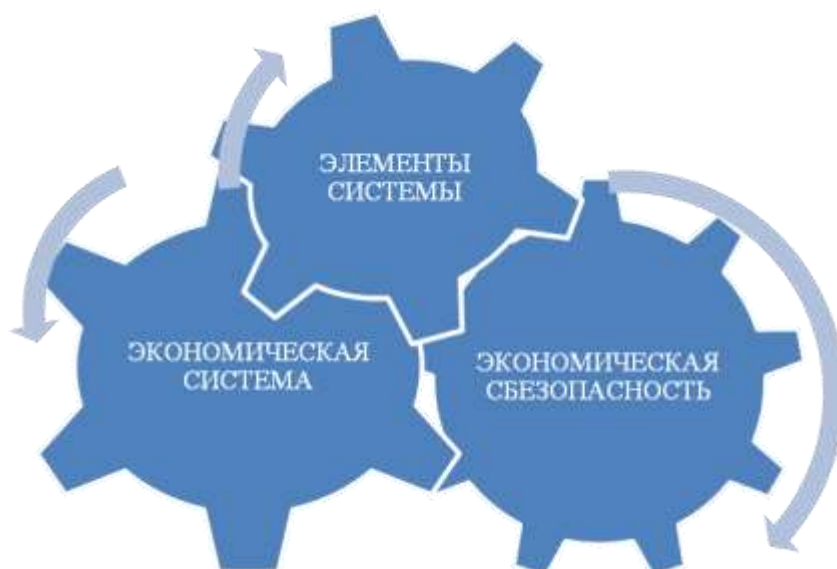 ЭЛЕМЕНТЫ
СИСТЕМЫ
ЭКОНОМИЧЕСКАЯ
СИСТЕМА
ЭКОНОМИЧЕСКАЯ
СБЕЗОПАСНОСТЬ